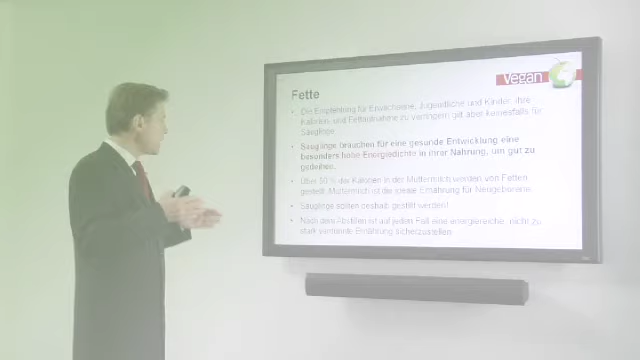 Vegan
Fette
Die Empfehlung für Erwachsene, Jugendliche und Kinder, ihre
Kalorien- und Fettaufnahme zu verringern gilt aber keinesfalls für
Säuglinge.
Säuglinge brauchen für eine gesunde Entwicklung eine
besonders hohe Energiedichte in ihrer Nahrung, um gut zu
gedeihen.
Über 50 % der Kalorien in der Muttermilch werden von Fetten
gestellt. Muttermilch ist die ideale Ernährung für Neugeborene.
Säuglinge sollten deshalb gestillt werden!
Nach dem Abstillen ist auf jeden Fall eine energiereiche, nicht zu
stark verdünnte Ernährung sicherzustellen.